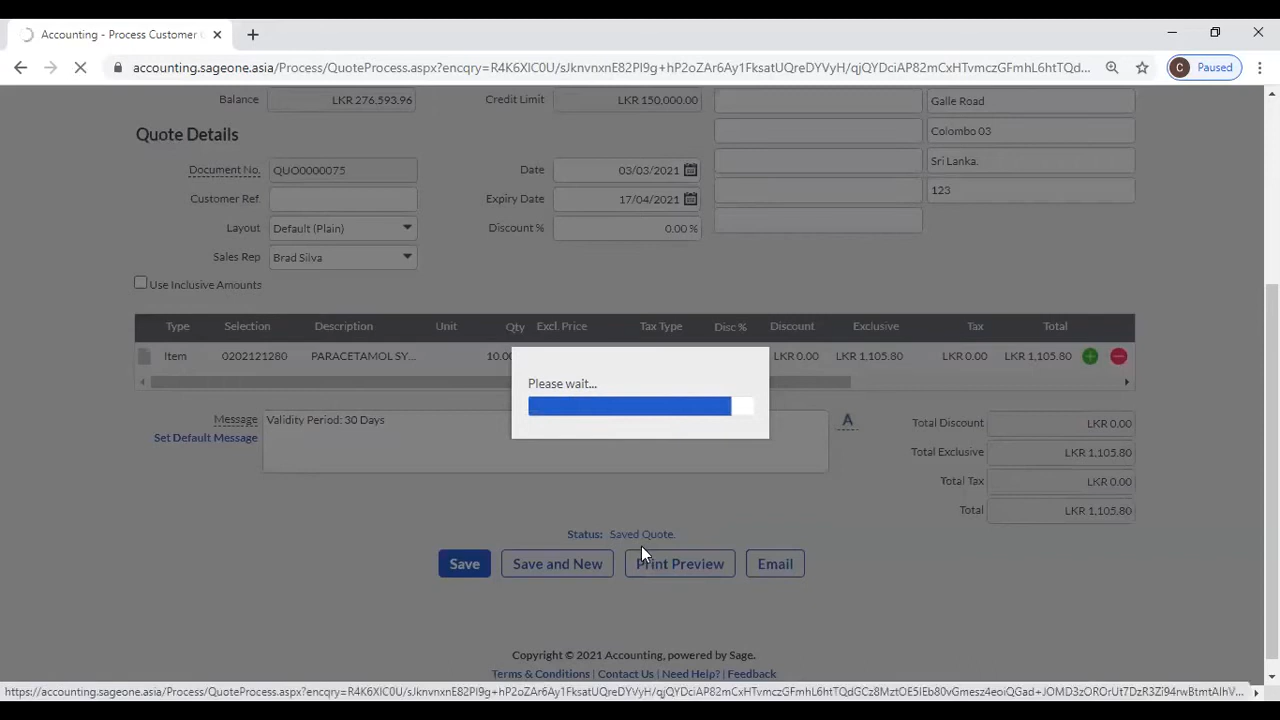 Accounting - Process Customer
accounting.sageone.asia/Process/QuoteProcess.aspx?encqry=R4K6XlC0U/sJknvnxnE82PI9g+hP2oZAr6Ay1FksatUQreDYVyH/qjQYDciAP82mCxHTvmczGFmhL6htTQd...
C Paused
Balance LKR 276,593.96 Credit Limit LKR 150,000.00 Galle Road
Quote Details Colombo 03
Sri Lanka.
Document No. QUO0000075 Date 03/03/2021
Customer Ref. Expiry Date 17/04/2021 123
Layout Default (Plain) Discount % 0.00 %
Sales Rep Brad Silva
Use Inclusive Amounts
Type Selection Description Unit Qty Excl. Price Tax Type Disc % Discount Exclusive Tax Total
Item 0202121280 PARACETAMOL SY... 10.00 LKR 0.00 LKR 1,105.80 LKR 0.00 LKR 1,105.80
Please wait...
Message Validity Period: 30 Days A Total Discount LKR 0.00
Set Default Message
Total Exclusive LKR 1,105.80
Total Tax LKR 0.00
Total LKR 1,105.80
Status: Saved Quote.
Save Save and New Print Preview Email
Copyright © 2021 Accounting, powered by Sage.
Terms & Conditions | Contact Us | Need Help? | Feedback